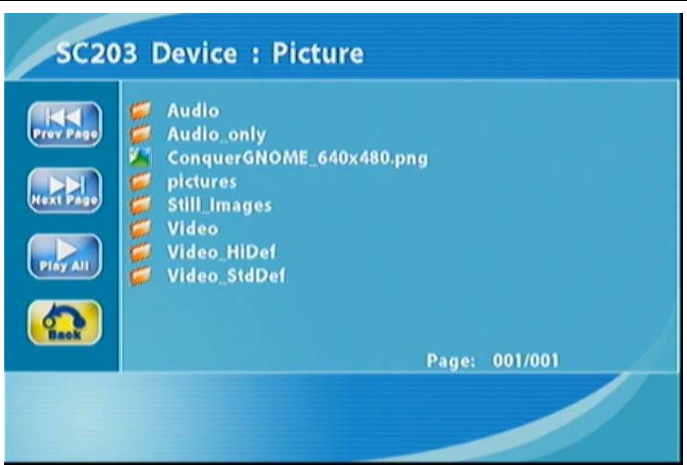 SC203 Device : Picture
Prev Page
Next Page
Play All
Back
Audio
Audio_only
ConquerGNOME_640x480.png
pictures
Still_Images
Video
Video_HiDef
Video_StdDef
Page: 001/001